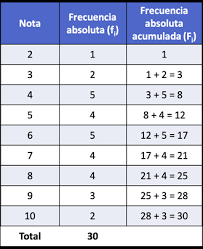 Nota Frecuencia absoluta (fᵢ) Frecuencia absoluta acumulada (Fᵢ)
2 1 1
3 2 1 + 2 = 3
4 5 3 + 5 = 8
5 4 8 + 4 = 12
6 5 12 + 5 = 17
7 4 17 + 4 = 21
8 4 21 + 4 = 25
9 3 25 + 3 = 28
10 2 28 + 3 = 30
Total 30